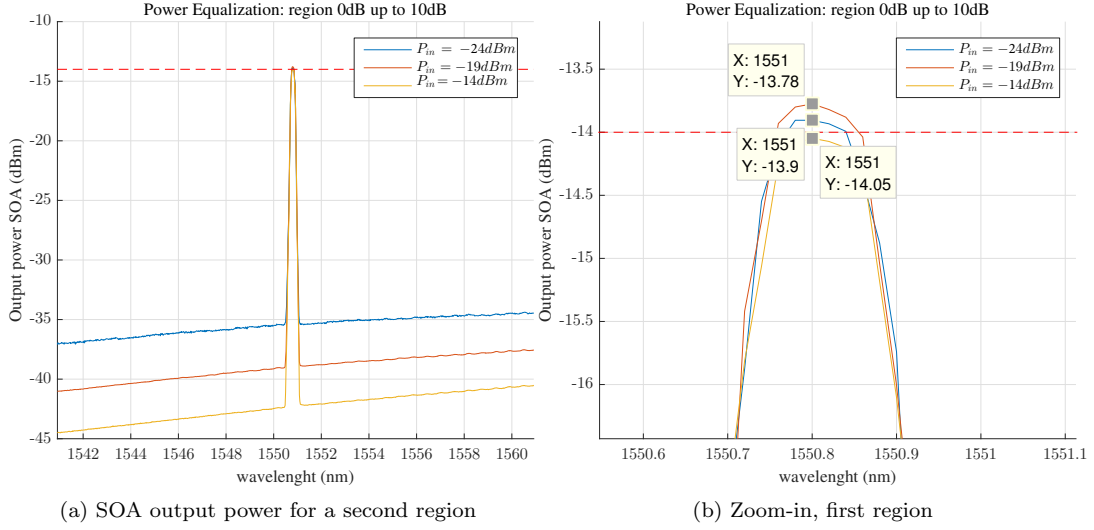 Power Equalization: region 0dB up to 10dB
-10
-15
-20
-25
-30
-35
-40
-45
Output power SOA (dBm)
P_in = −24dBm
P_in = −19dBm
P_in = −14dBm
1542 1544 1546 1548 1550 1552 1554 1556 1558 1560
wavelenght (nm)
(a) SOA output power for a second region
Power Equalization: region 0dB up to 10dB
-13.5
-14
-14.5
-15
-15.5
-16
Output power SOA (dBm)
P_in = −24dBm
P_in = −19dBm
P_in = −14dBm
X: 1551
Y: -13.78
X: 1551
Y: -13.9
X: 1551
Y: -14.05
1550.6 1550.7 1550.8 1550.9 1551 1551.1
wavelenght (nm)
(b) Zoom-in, first region